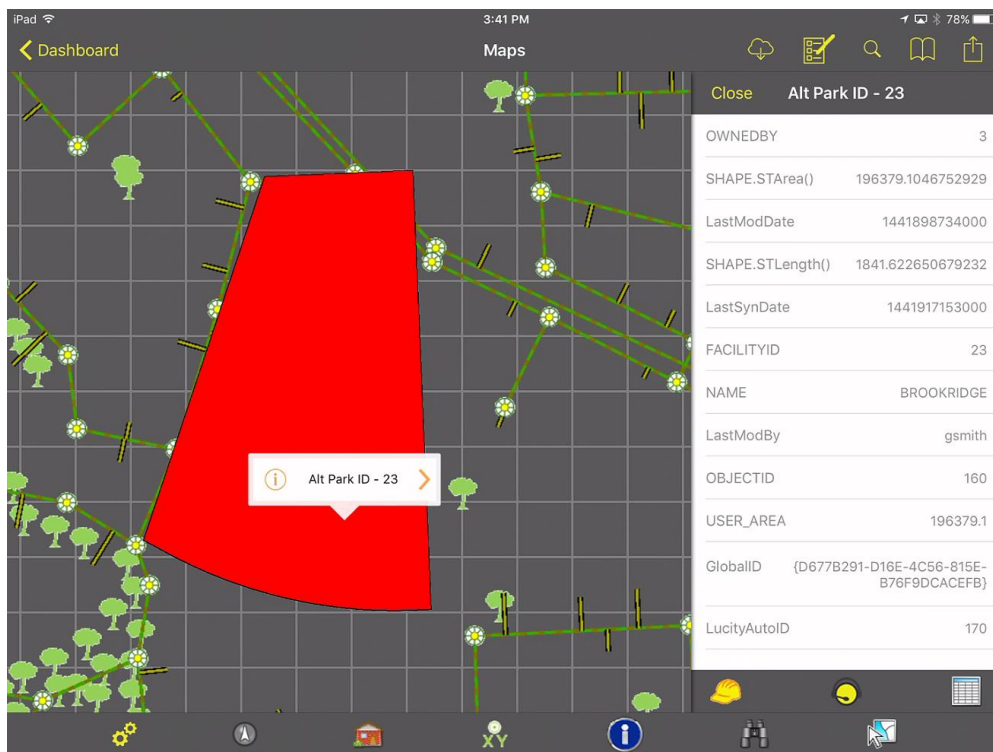 iPad 3:41 PM 78%
Dashboard Maps
Close Alt Park ID - 23
OWNEDBY 3
SHAPE.STArea() 196379.1046752929
LastModDate 1441898734000
SHAPE.STLength() 1841.622650679232
LastSynDate 1441917153000
FACILITYID 23
NAME BROOKRIDGE
LastModBy gsmith
Alt Park ID - 23
OBJECTID 160
USER_AREA 196379.1
GlobalID {D677B291-D16E-4C56-815E-
B76F9DCACEFB}
LucityAutoID 170
XY